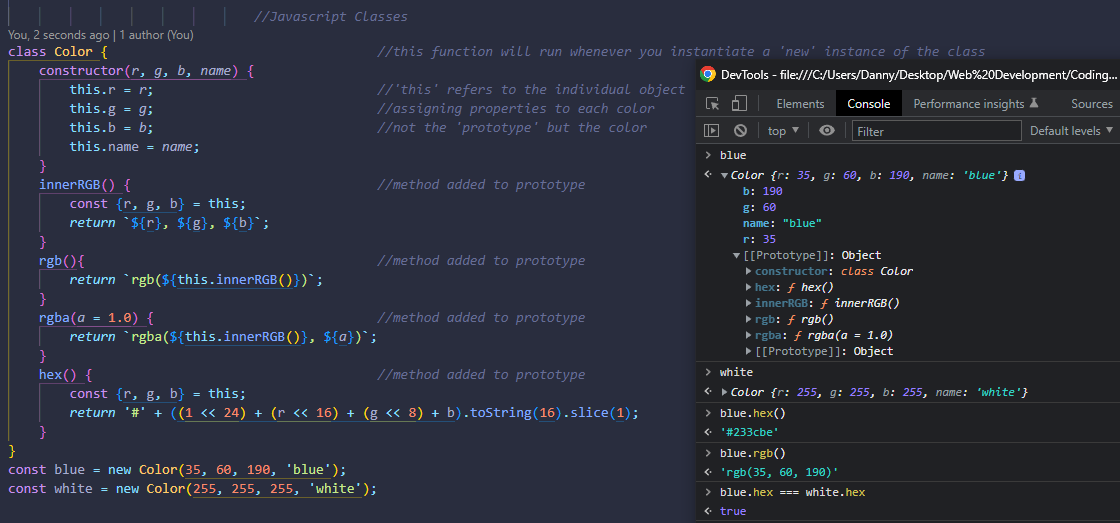 //Javascript Classes
You, 2 seconds ago | 1 author (You)
class Color { //this function will run whenever you instantiate a 'new' instance of the class
constructor(r, g, b, name) {
this.r = r; //'this' refers to the individual object
this.g = g; //assigning properties to each color
this.b = b; //not the 'prototype' but the color
this.name = name;
}
innerRGB() { //method added to prototype
const {r, g, b} = this;
return `${r}, ${g}, ${b}`;
}
rgb(){ //method added to prototype
return `rgb(${this.innerRGB()})`;
}
rgba(a = 1.0) { //method added to prototype
return `rgba(${this.innerRGB()}, ${a})`;
}
hex() { //method added to prototype
const {r, g, b} = this;
return '#' + ((1 << 24) + (r << 16) + (g << 8) + b).toString(16).slice(1);
}
}
const blue = new Color(35, 60, 190, 'blue');
const white = new Color(255, 255, 255, 'white');
DevTools - file:///C:/Users/Danny/Desktop/Web%20Development/Coding...
Elements Console Performance insights Sources
top Filter Default levels
> blue
Color {r: 35, g: 60, b: 190, name: 'blue'} i
b: 190
g: 60
name: "blue"
r: 35
[[Prototype]]: Object
constructor: class Color
hex: ƒ hex()
innerRGB: ƒ innerRGB()
rgb: ƒ rgb()
rgba: ƒ rgba(a = 1.0)
[[Prototype]]: Object
> white
Color {r: 255, g: 255, b: 255, name: 'white'}
> blue.hex()
'#233cbe'
> blue.rgb()
'rgb(35, 60, 190)'
> blue.hex === white.hex
true